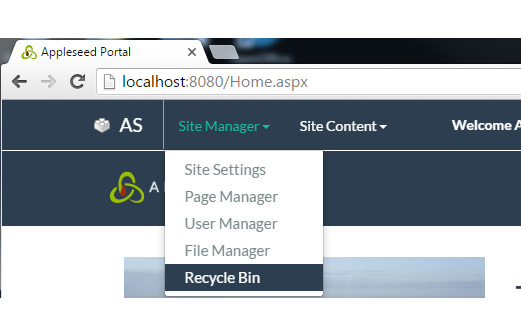 Appleseed Portal
localhost:8080/Home.aspx
AS Site Manager Site Content Welcome A
A
Site Settings
Page Manager
User Manager
File Manager
Recycle Bin